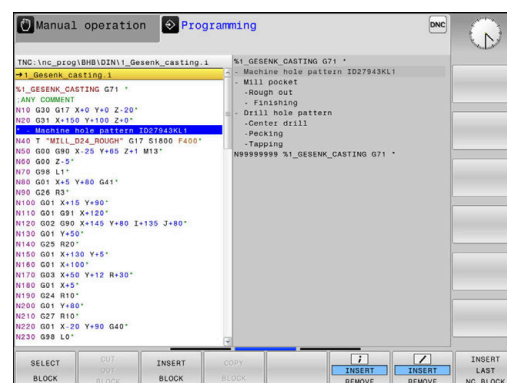 Manual operation
Programming
DNC
TNC:\nc_prog\BHB\DIN\1_Gesenk_casting.i
→1_Gesenk_casting.i
%1_GESENK_CASTING G71 *
;ANY COMMENT
N10 G30 G17 X+0 Y+0 Z-20*
N20 G31 X+150 Y+100 Z+0*
* - Machine hole pattern ID27943KL1
N40 T "MILL_D24_ROUGH" G17 S1800 F400*
N50 G00 G90 X-25 Y+65 Z+1 M13*
N60 G00 Z-5*
N70 G98 L1*
N80 G01 X+5 Y+80 G41*
N90 G26 R3*
N100 G01 X+15 Y+90*
N110 G01 G91 X+120*
N120 G02 G90 X+145 Y+80 I+135 J+80*
N130 G01 Y+50*
N140 G25 R20*
N150 G01 X+130 Y+5*
N160 G01 X+100*
N170 G03 X+50 Y+12 R+30*
N180 G01 X+5*
N190 G24 R10*
N200 G01 Y+80*
N210 G27 R10*
N220 G01 X-20 Y+90 G40*
N230 G98 L0*
%1_GESENK_CASTING G71 *
- Machine hole pattern ID27943KL1
- Mill pocket
-Rough out
- Finishing
- Drill hole pattern
-Center drill
-Pecking
-Tapping
N99999999 %1_GESENK_CASTING G71 *
SELECT
BLOCK
CUT
OUT
BLOCK
INSERT
BLOCK
COPY
BLOCK
;
INSERT
REMOVE
INSERT
REMOVE
INSERT
LAST
NC BLOCK